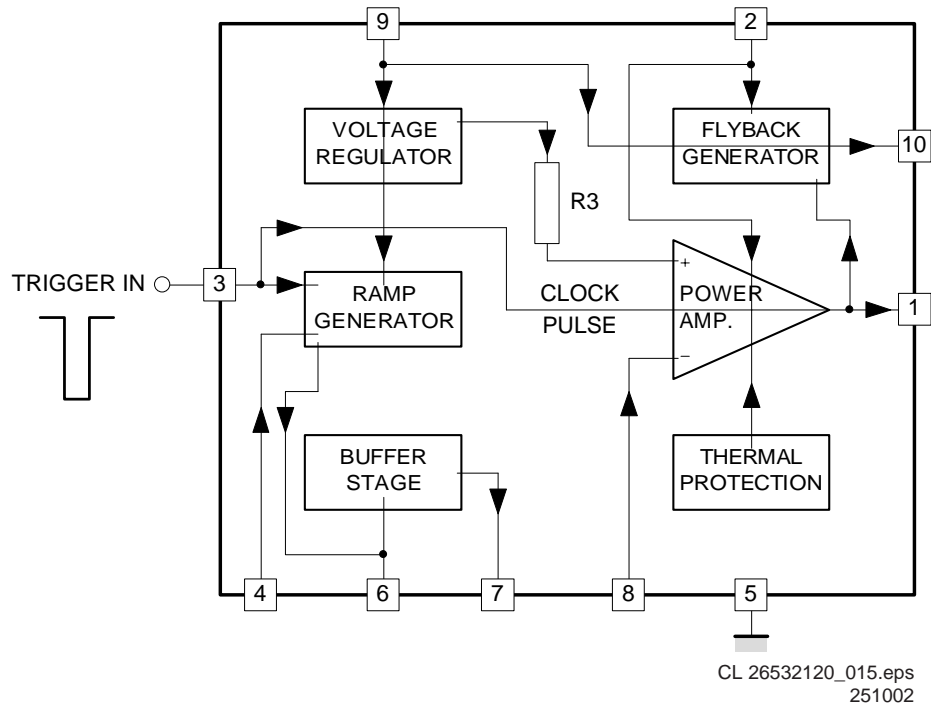 9
2
VOLTAGE
REGULATOR
FLYBACK
GENERATOR
10
R3
TRIGGER IN
3
RAMP
GENERATOR
CLOCK
PULSE
+
POWER
AMP.
−
1
BUFFER
STAGE
THERMAL
PROTECTION
4
6
7
8
5
CL 26532120_015.eps
251002